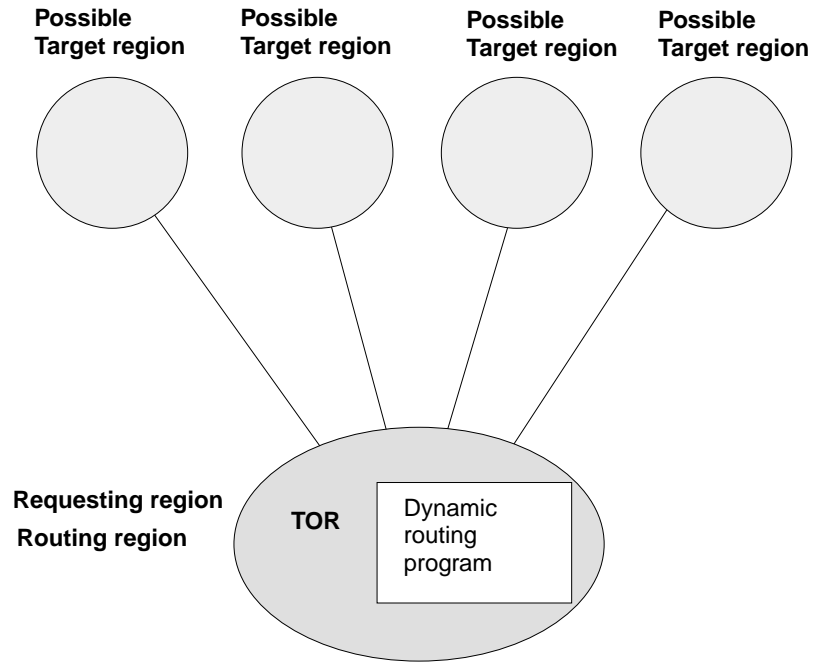 Possible
Target region
Possible
Target region
Possible
Target region
Possible
Target region
Requesting region
Routing region
TOR
Dynamic
routing
program